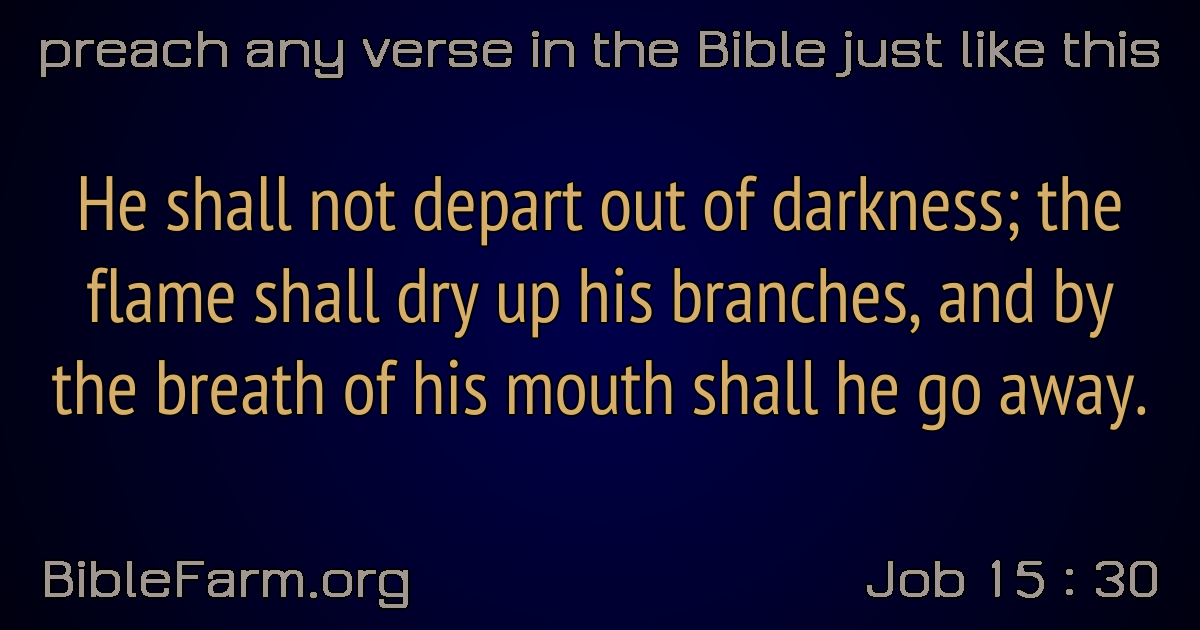 preach any verse in the Bible just like this
He shall not depart out of darkness; the
flame shall dry up his branches, and by
the breath of his mouth shall he go away.
BibleFarm.org
Job 15 : 30